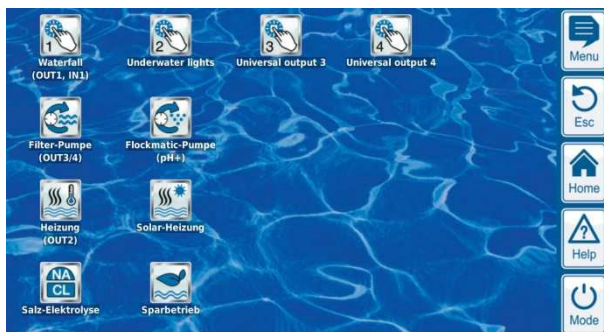 1
Waterfall
(OUT1, IN1)
2
Underwater lights
3
Universal output 3
4
Universal output 4
Filter-Pumpe
(OUT3/4)
Flockmatic-Pumpe
(pH+)
Heizung
(OUT2)
Solar-Heizung
NA
CL
Salz-Elektrolyse
Sparbetrieb
Menu
Esc
Home
?
Help
Mode